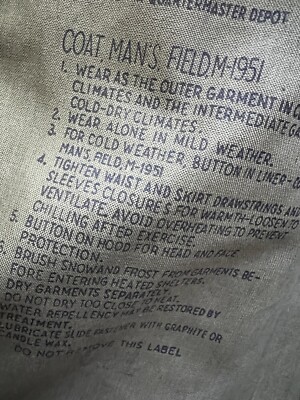 QUARTERMASTER DEPOT
COAT, MAN'S, FIELD, M-1951
1. WEAR AS THE OUTER GARMENT IN
CLIMATES AND THE INTERMEDIATE
COLD-DRY CLIMATES.
2. WEAR ALONE IN MILD WEATHER.
3. FOR COLD WEATHER, BUTTON IN LINER-
MAN'S, FIELD, M-1951
4. TIGHTEN WAIST AND SKIRT DRAWSTRINGS AND
SLEEVES CLOSURES FOR WARMTH-LOOSEN TO
VENTILATE. AVOID OVERHEATING TO PREVENT
CHILLING AFTER EXERCISE.
5. BUTTON ON HOOD FOR HEAD AND FACE
PROTECTION.
6. BRUSH SNOW AND FROST FROM GARMENTS BE-
FORE ENTERING HEATED SHELTERS.
DRY GARMENTS SEPARATELY.
DO NOT DRY TOO CLOSE TO HEAT.
WATER REPELLENCY MAY BE RESTORED BY
TREATMENT.
LUBRICATE SLIDE FASTENER WITH GRAPHITE OR
CANDLE WAX.
DO NOT REMOVE THIS LABEL